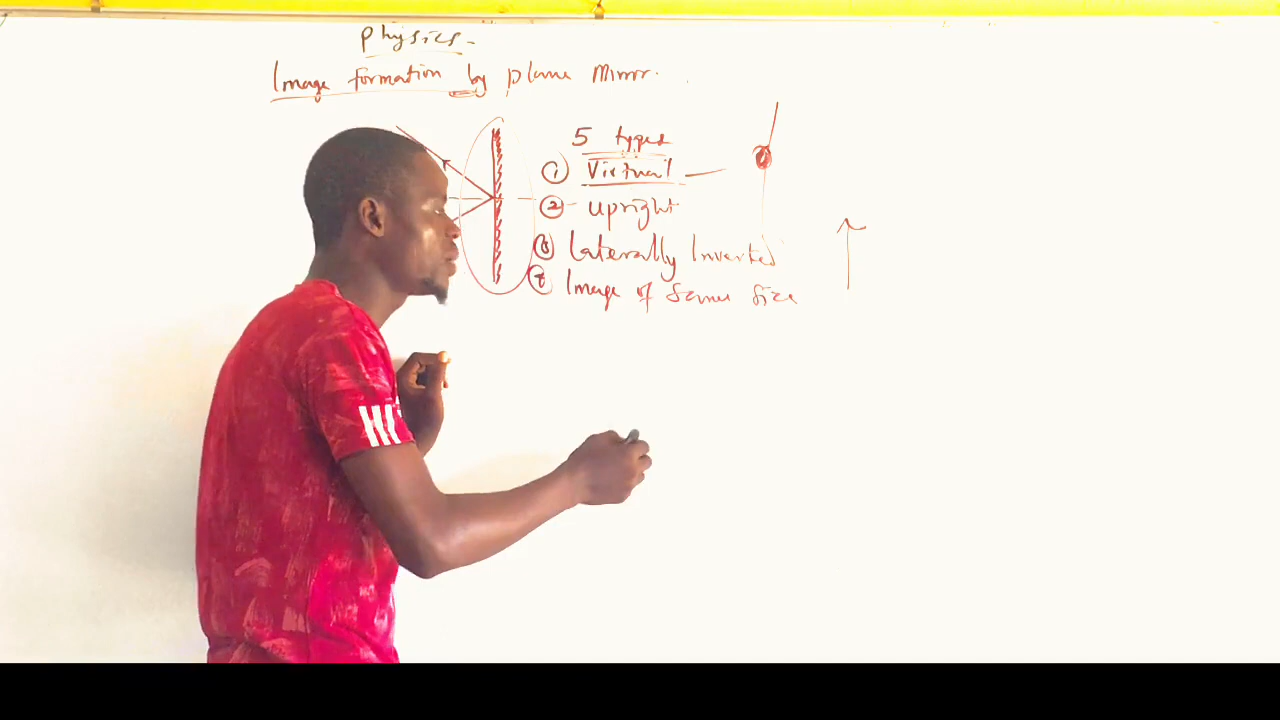 physics-
Image formation by plane Mirror.
5 types
① Virtual
② - upright
③ Laterally Inverted
④ Image of Same Size